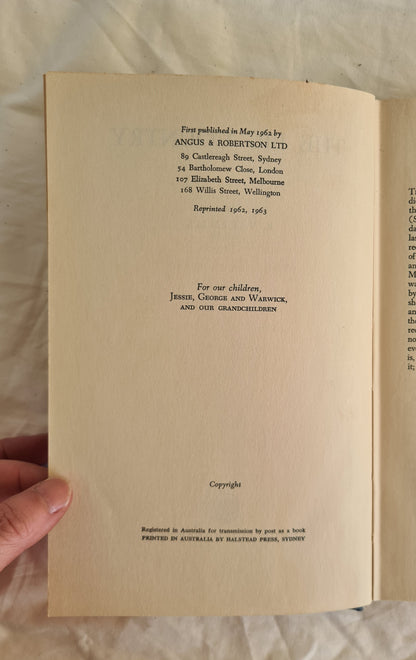 First published in May 1962 by
ANGUS & ROBERTSON LTD
89 Castlereagh Street, Sydney
54 Bartholomew Close, London
107 Elizabeth Street, Melbourne
168 Willis Street, Wellington
Reprinted 1962, 1963
For our children,
JESSIE, GEORGE AND WARWICK,
AND OUR GRANDCHILDREN
Copyright
Registered in Australia for transmission by post as a book
PRINTED IN AUSTRALIA BY HALSTEAD PRESS, SYDNEY